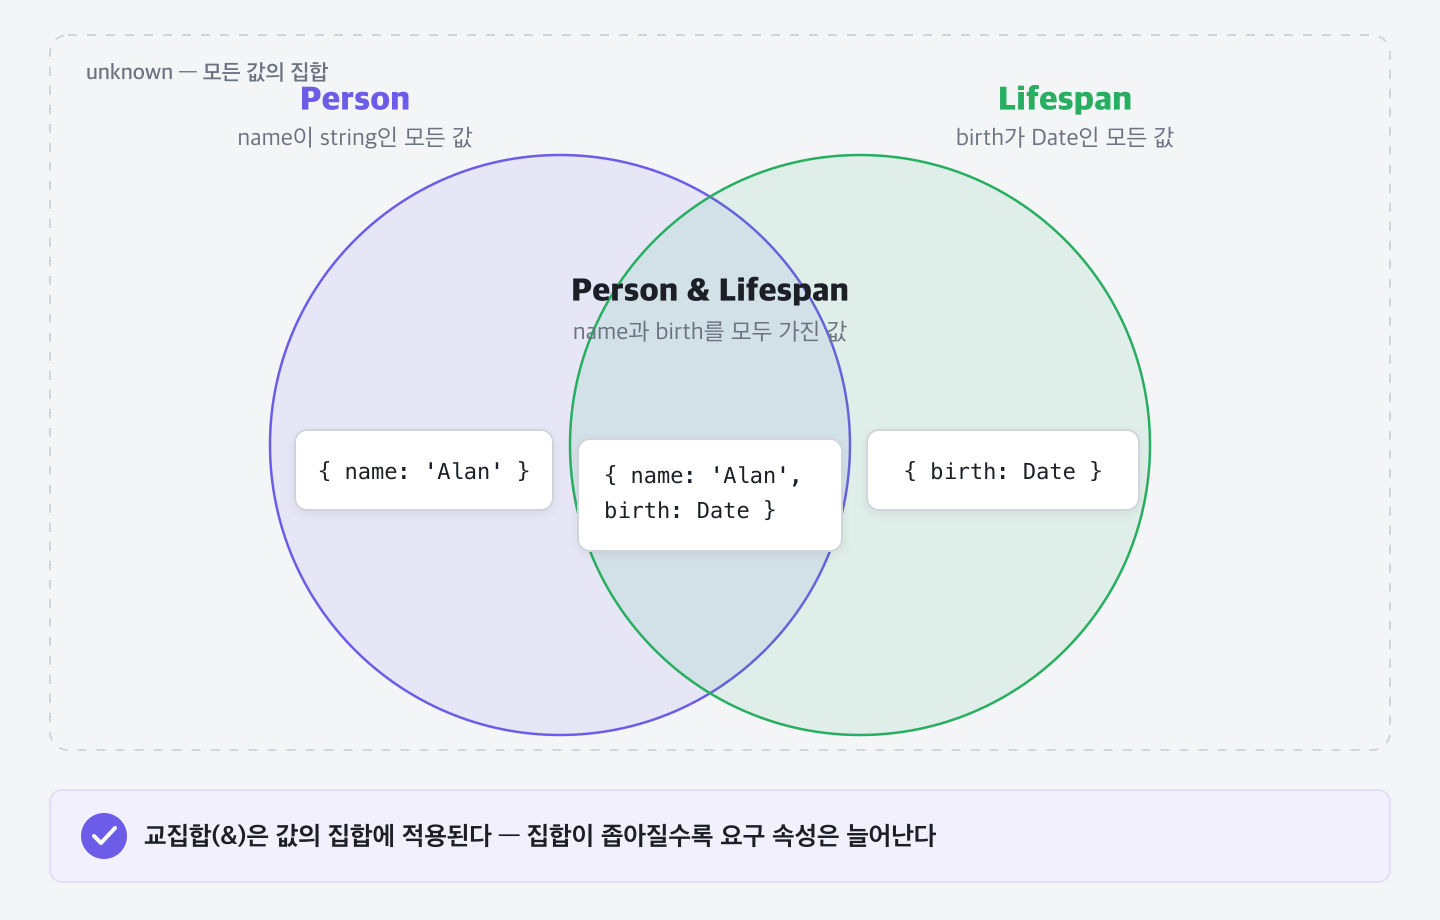 unknown — 모든 값의 집합
Person
name이 string인 모든 값
Lifespan
birth가 Date인 모든 값
Person & Lifespan
name과 birth를 모두 가진 값
{ name: 'Alan' }
{ name: 'Alan',
birth: Date }
{ birth: Date }
교집합(&)은 값의 집합에 적용된다 — 집합이 좁아질수록 요구 속성은 늘어난다